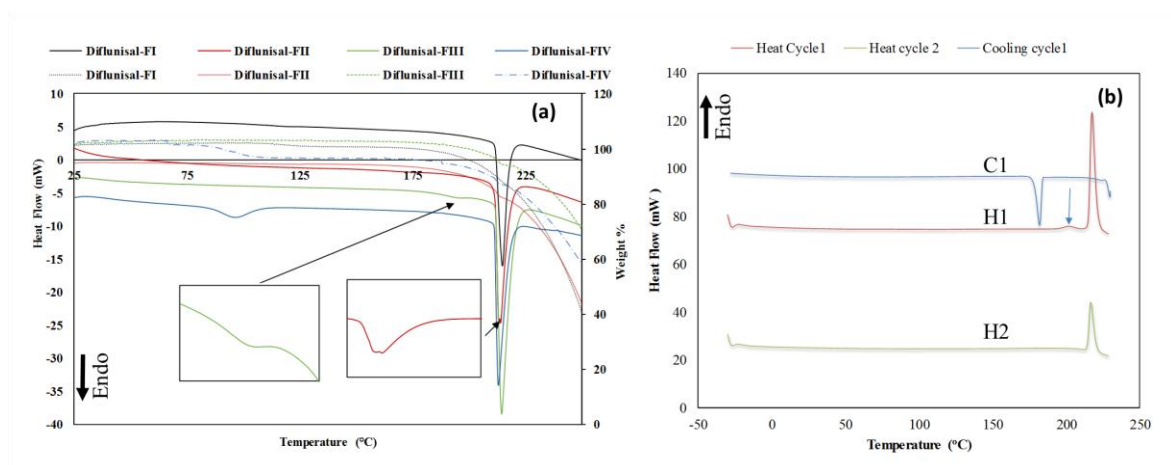 Diflunisal-FI Diflunisal-FII Diflunisal-FIII Diflunisal-FIV
Diflunisal-FI Diflunisal-FII Diflunisal-FIII Diflunisal-FIV
(a)
Heat Flow (mW)
10
5
0
-5
-10
-15
-20
-25
-30
-35
-40
25 75 125 175 225
Endo
120
100
80
60
40
20
0
Weight %
Temperature (°C)
Heat Cycle1 Heat cycle 2 Cooling cycle1
(b)
Endo
Heat Flow (mW )
140
120
100
80
60
40
20
0
C1
H1
H2
-50 0 50 100 150 200 250
Temperature (°C)